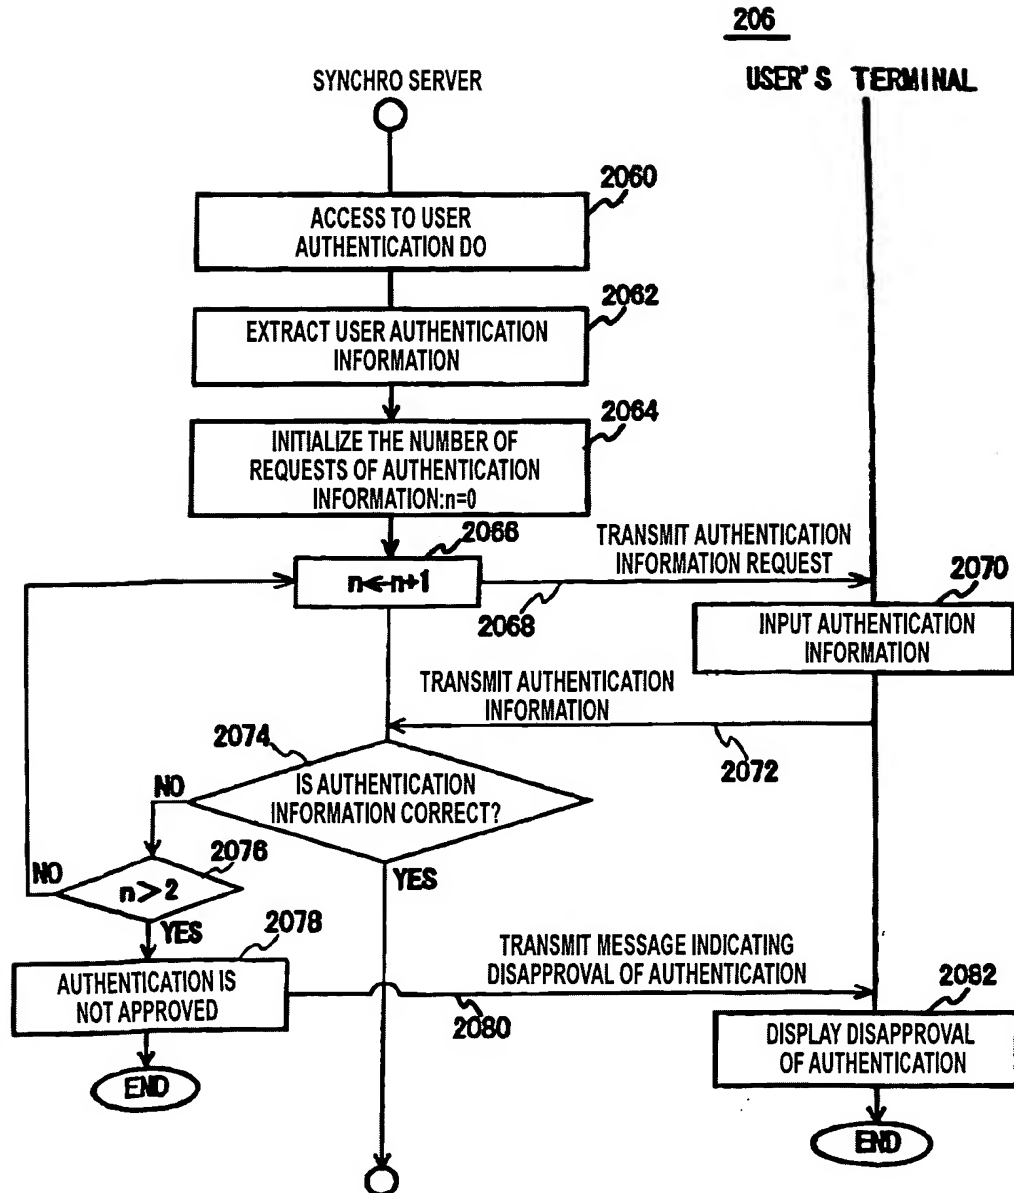 206
SYNCHRO SERVER
USER'S TERMINAL
2060
ACCESS TO USER
AUTHENTICATION DO
2062
EXTRACT USER AUTHENTICATION
INFORMATION
2064
INITIALIZE THE NUMBER OF
REQUESTS OF AUTHENTICATION
INFORMATION:n=0
2066
n←n+1
TRANSMIT AUTHENTICATION
INFORMATION REQUEST
2068
2070
INPUT AUTHENTICATION
INFORMATION
TRANSMIT AUTHENTICATION
INFORMATION
2072
2074
IS AUTHENTICATION
INFORMATION CORRECT?
NO
YES
2076
n>2
NO
YES
2078
AUTHENTICATION IS
NOT APPROVED
TRANSMIT MESSAGE INDICATING
DISAPPROVAL OF AUTHENTICATION
2080
2082
DISPLAY DISAPPROVAL
OF AUTHENTICATION
END
END